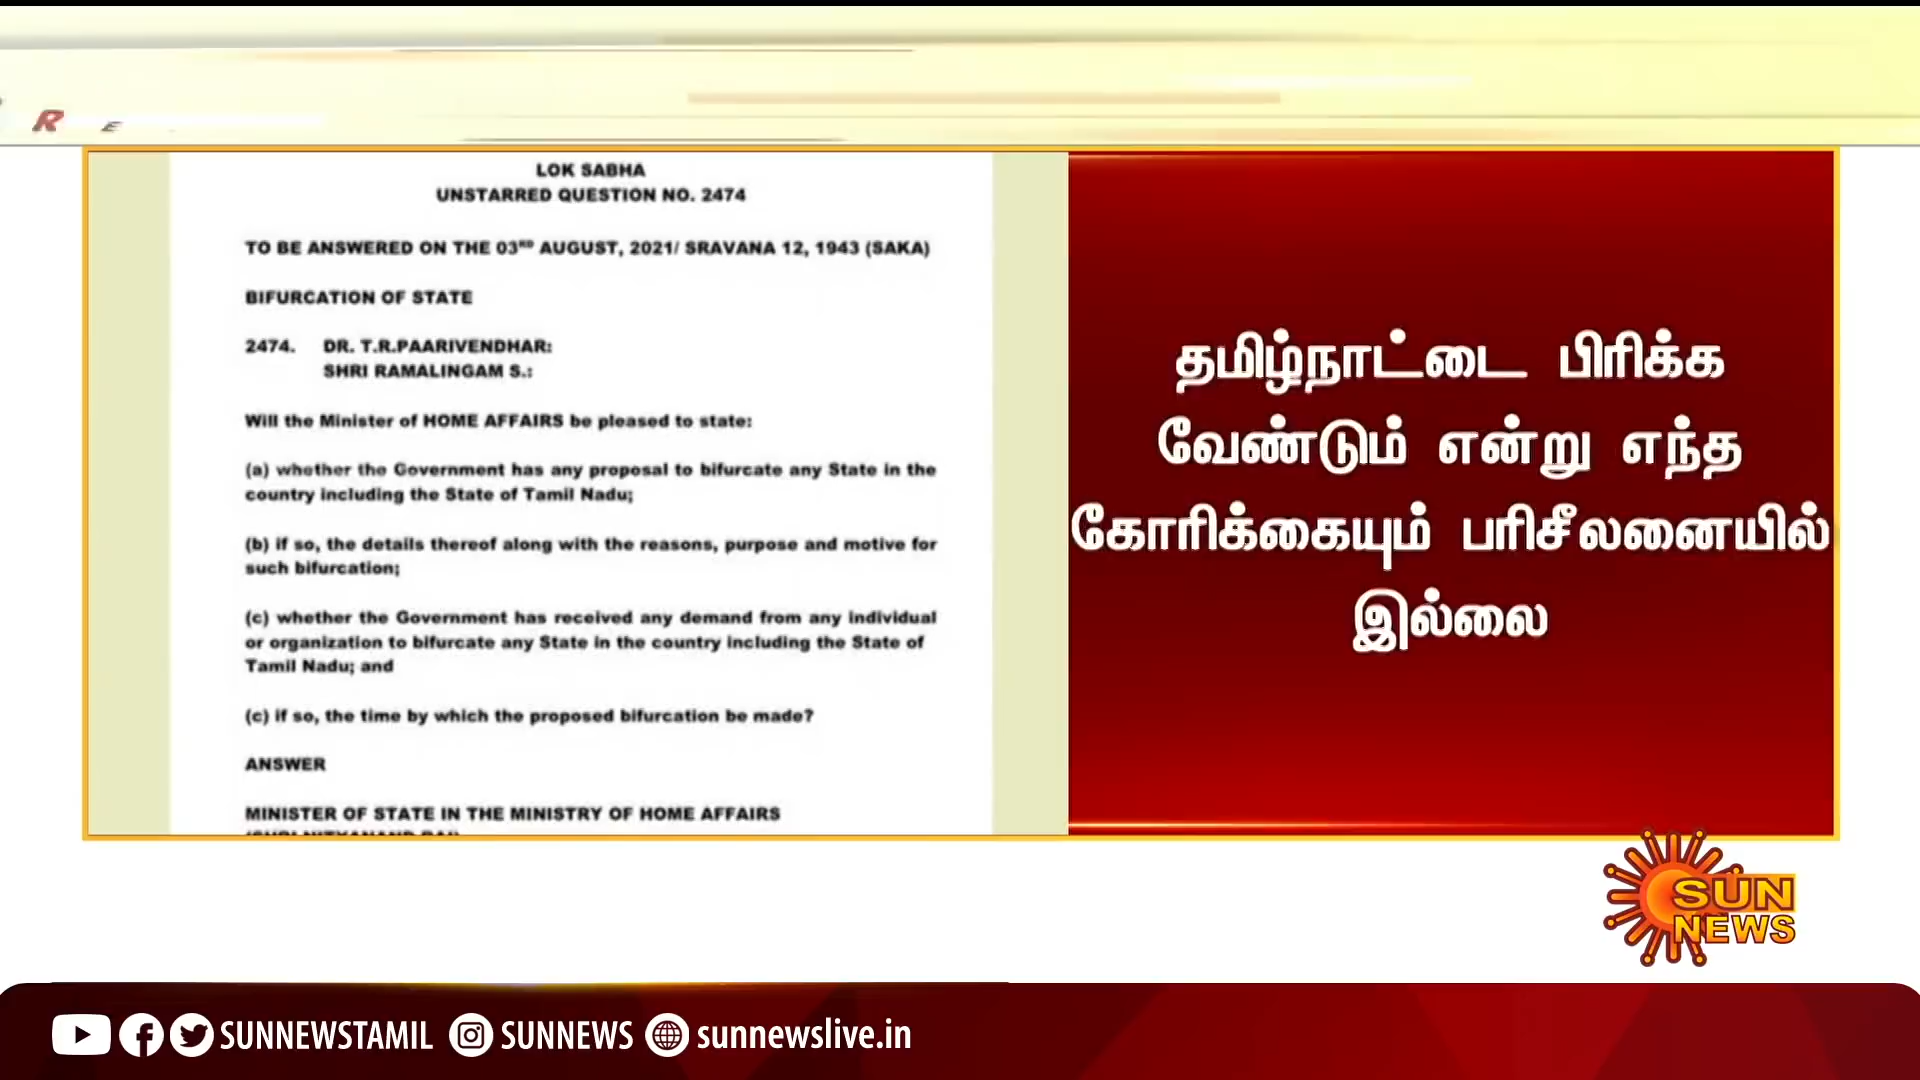 R E
LOK SABHA
UNSTARRED QUESTION NO. 2474
TO BE ANSWERED ON THE 03RD AUGUST, 2021/ SRAVANA 12, 1943 (SAKA)
BIFURCATION OF STATE
2474. DR. T.R.PAARIVENDHAR:
SHRI RAMALINGAM S.:
Will the Minister of HOME AFFAIRS be pleased to state:
(a) whether the Government has any proposal to bifurcate any State in the
country including the State of Tamil Nadu;
(b) if so, the details thereof along with the reasons, purpose and motive for
such bifurcation;
(c) whether the Government has received any demand from any individual
or organization to bifurcate any State in the country including the State of
Tamil Nadu; and
(c) if so, the time by which the proposed bifurcation be made?
ANSWER
MINISTER OF STATE IN THE MINISTRY OF HOME AFFAIRS
தமிழ்நாட்டை பிரிக்க
வேண்டும் என்று எந்த
கோரிக்கையும் பரிசீலனையில்
இல்லை
SUN
NEWS
SUNNEWSTAMIL SUNNEWS sunnewslive.in